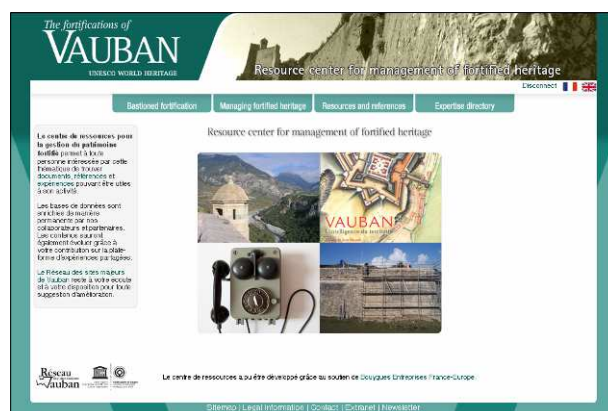 The fortifications of
VAUBAN
UNESCO WORLD HERITAGE
Resource center for management of fortified heritage
Disconnect
Bastioned fortification
Managing fortified heritage
Resources and references
Expertise directory
Le centre de ressources pour
la gestion du patrimoine
fortifié permet à toute
personne intéressée par cette
thématique de trouver
documents, références et
expériences pouvant être utiles
à son activité.
Les bases de données sont
enrichies de manière
permanente par nos
collaborateurs et partenaires.
Les contenus sauront
également évoluer grâce à
votre contribution sur la plate-
forme d'expériences partagées.
Le Réseau des sites majeurs
de Vauban reste à votre écoute
et à votre disposition pour toute
suggestion d'amélioration.
Resource center for management of fortified heritage
VAUBAN
Réseau
Vauban
Le centre de ressources a pu être développé grâce au soutien de Bouygues Entreprises France-Europe.
Sitemap | Legal Information | Contact | Extranet | Newsletter